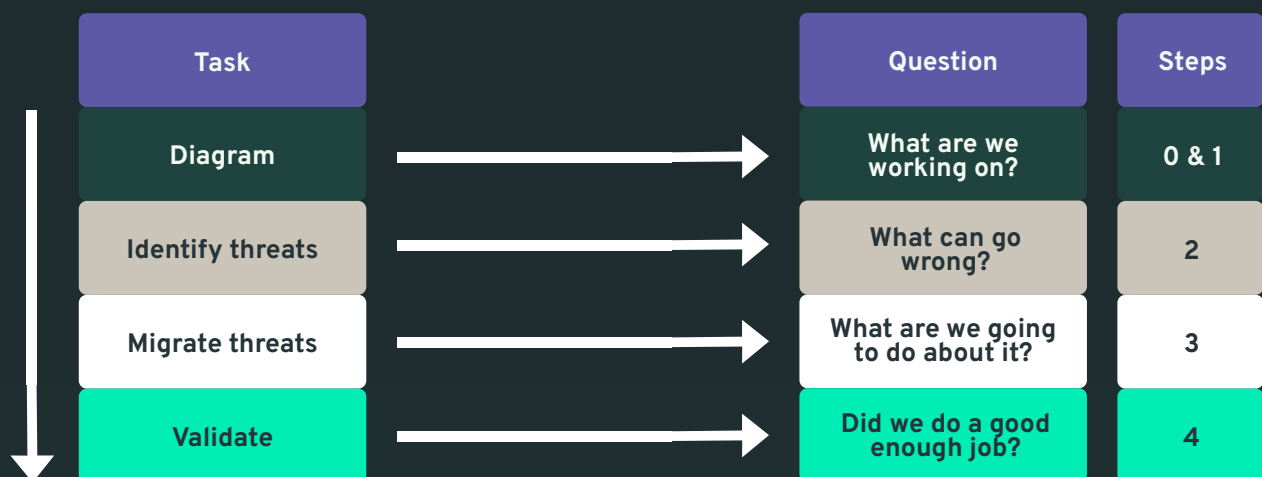 Task
Question
Steps
Diagram
What are we
working on?
0 & 1
Identify threats
What can go
wrong?
2
Migrate threats
What are we going
to do about it?
3
Validate
Did we do a good
enough job?
4